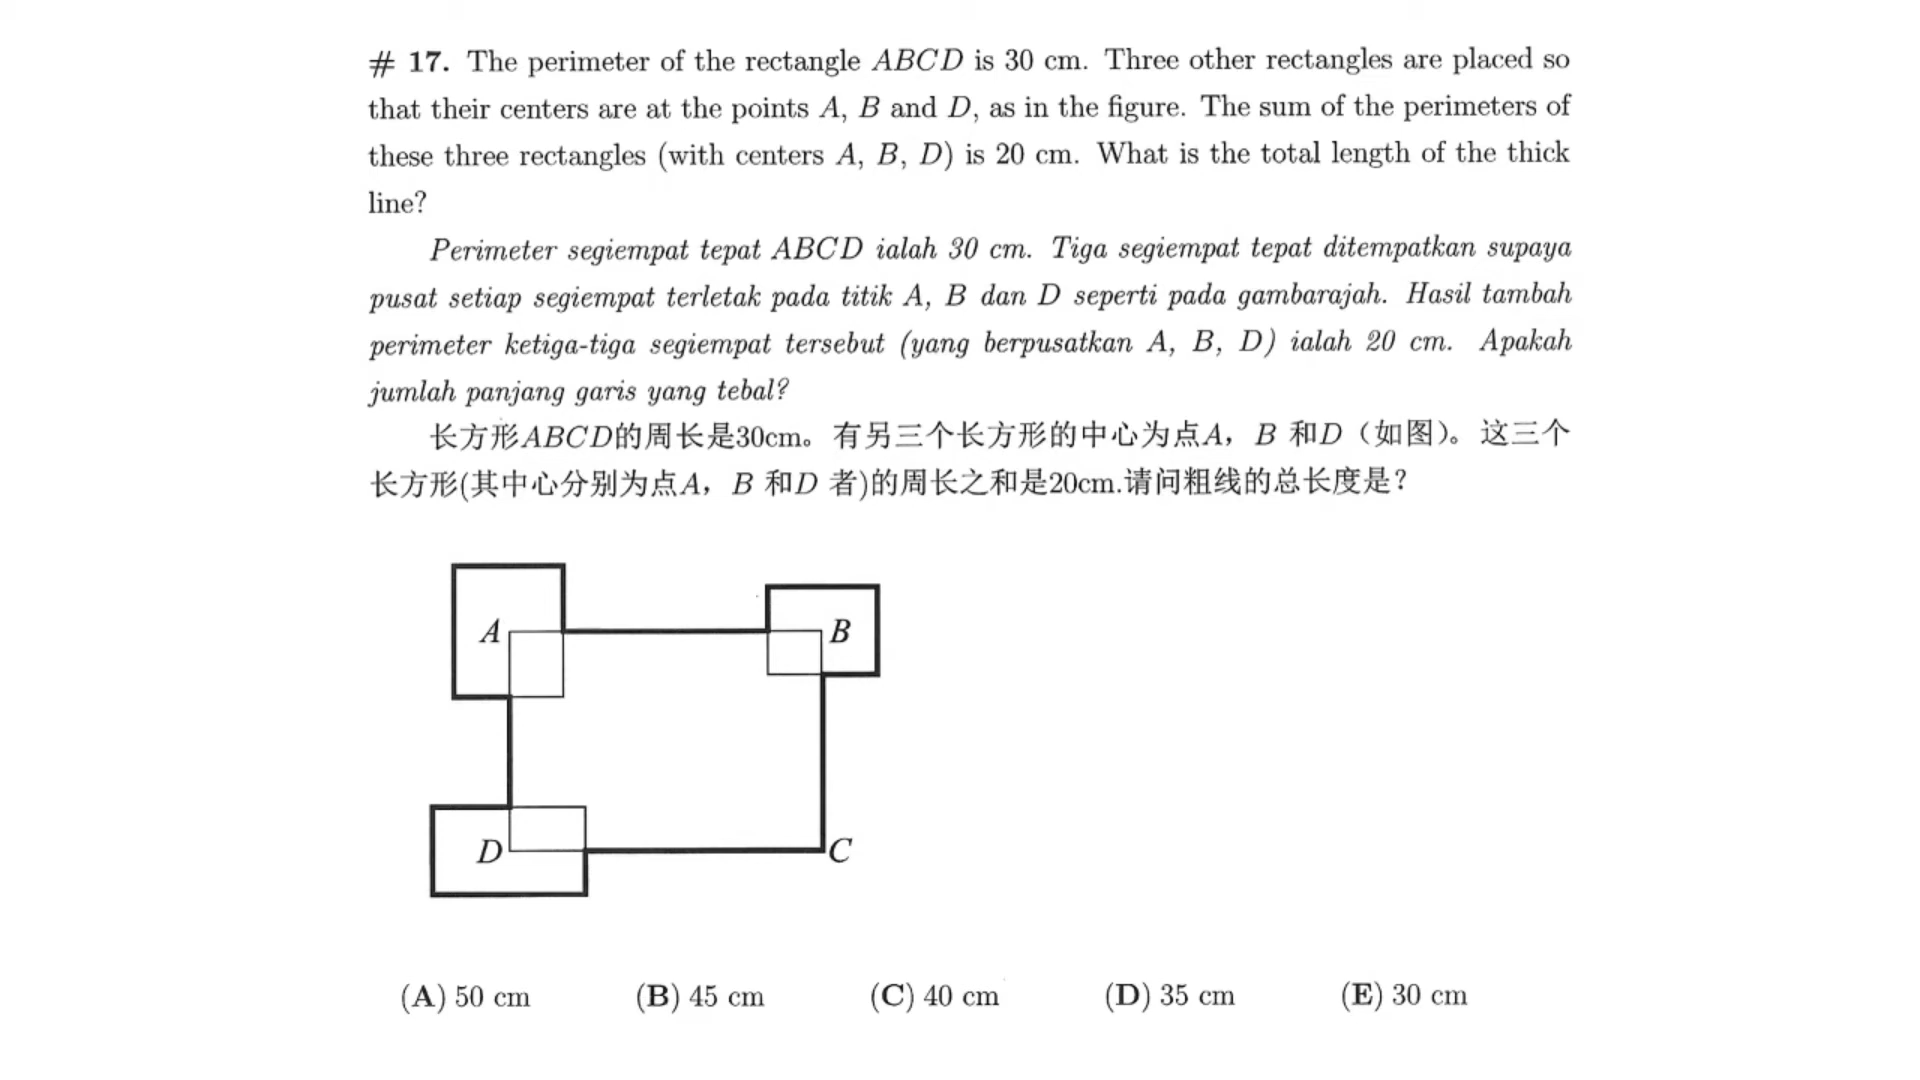 # 17. The perimeter of the rectangle ABCD is 30 cm. Three other rectangles are placed so
that their centers are at the points A, B and D, as in the figure. The sum of the perimeters of
these three rectangles (with centers A, B, D) is 20 cm. What is the total length of the thick
line?
Perimeter segiempat tepat ABCD ialah 30 cm. Tiga segiempat tepat ditempatkan supaya
pusat setiap segiempat terletak pada titik A, B dan D seperti pada gambarajah. Hasil tambah
perimeter ketiga-tiga segiempat tersebut (yang berpusatkan A, B, D) ialah 20 cm. Apakah
jumlah panjang garis yang tebal?
长方形ABCD的周长是30cm。有另三个长方形的中心为点A，B 和D（如图）。这三个
长方形(其中心分别为点A，B 和D 者)的周长之和是20cm.请问粗线的总长度是？
A
B
D
C
(A) 50 cm (B) 45 cm (C) 40 cm (D) 35 cm (E) 30 cm